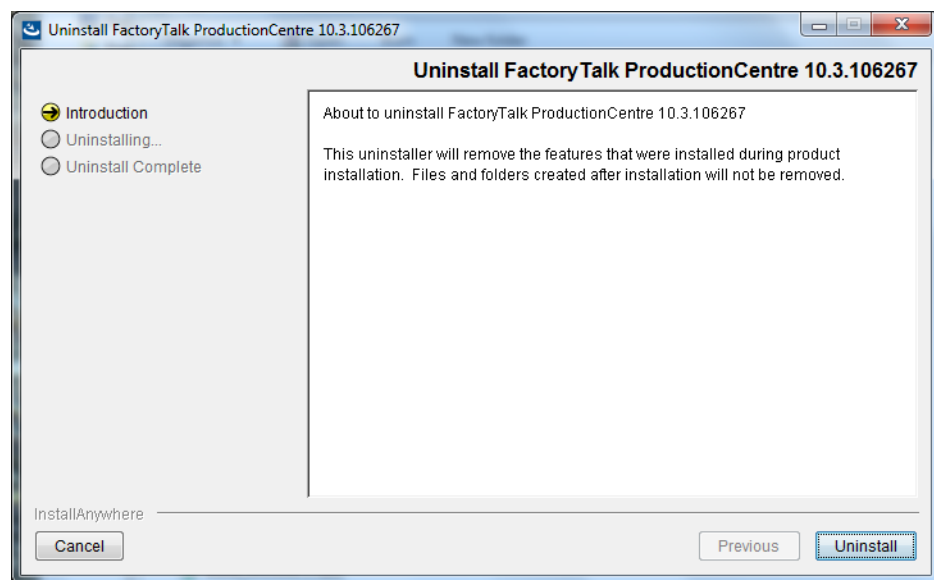 Uninstall FactoryTalk ProductionCentre 10.3.106267
Uninstall FactoryTalk ProductionCentre 10.3.106267
Introduction
Uninstalling...
Uninstall Complete
About to uninstall FactoryTalk ProductionCentre 10.3.106267
This uninstaller will remove the features that were installed during product
installation. Files and folders created after installation will not be removed.
InstallAnywhere
Cancel
Previous
Uninstall